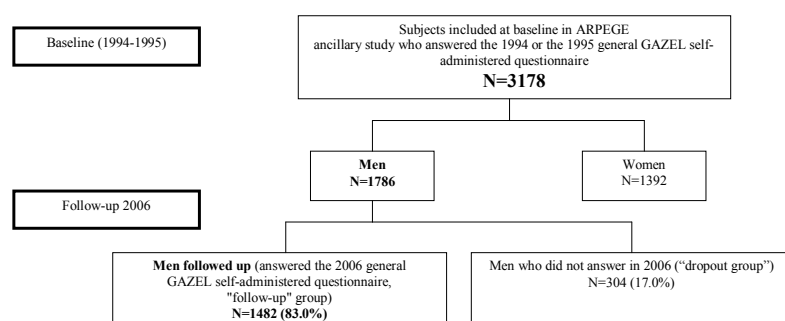 Baseline (1994-1995)
Subjects included at baseline in ARPEGE
ancillary study who answered the 1994 or the 1995 general GAZEL self-
administered questionnaire
N=3178
Men
N=1786
Women
N=1392
Follow-up 2006
Men followed up (answered the 2006 general
GAZEL self-administered questionnaire,
"follow-up" group)
N=1482 (83.0%)
Men who did not answer in 2006 (“dropout group”)
N=304 (17.0%)